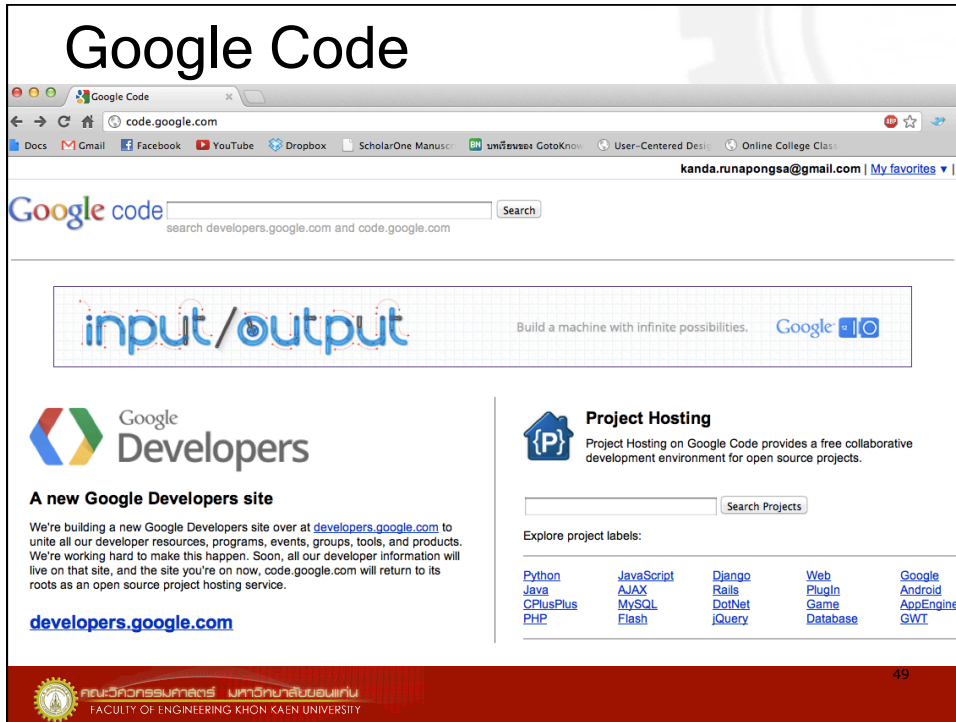 Google Code
Google Code
code.google.com
ABP
Docs Gmail Facebook YouTube Dropbox ScholarOne Manuscr BN บทเรียนของ GotoKnow User-Centered Desig Online College Class
kanda.runapongsa@gmail.com | My favorites ▼ |
Google code Search
search developers.google.com and code.google.com
input/output Build a machine with infinite possibilities. Google 12 IO
Google
Developers
A new Google Developers site
We're building a new Google Developers site over at developers.google.com to
unite all our developer resources, programs, events, groups, tools, and products.
We're working hard to make this happen. Soon, all our developer information will
live on that site, and the site you're on now, code.google.com will return to its
roots as an open source project hosting service.
developers.google.com
{P}
Project Hosting
Project Hosting on Google Code provides a free collaborative
development environment for open source projects.
Search Projects
Explore project labels:
Python JavaScript Django Web Google
Java AJAX Rails PlugIn Android
CPlusPlus MySQL DotNet Game AppEngine
PHP Flash jQuery Database GWT
49
คณะวิศวกรรมศาสตร์ มหาวิทยาลัยขอนแก่น
FACULTY OF ENGINEERING KHON KAEN UNIVERSITY